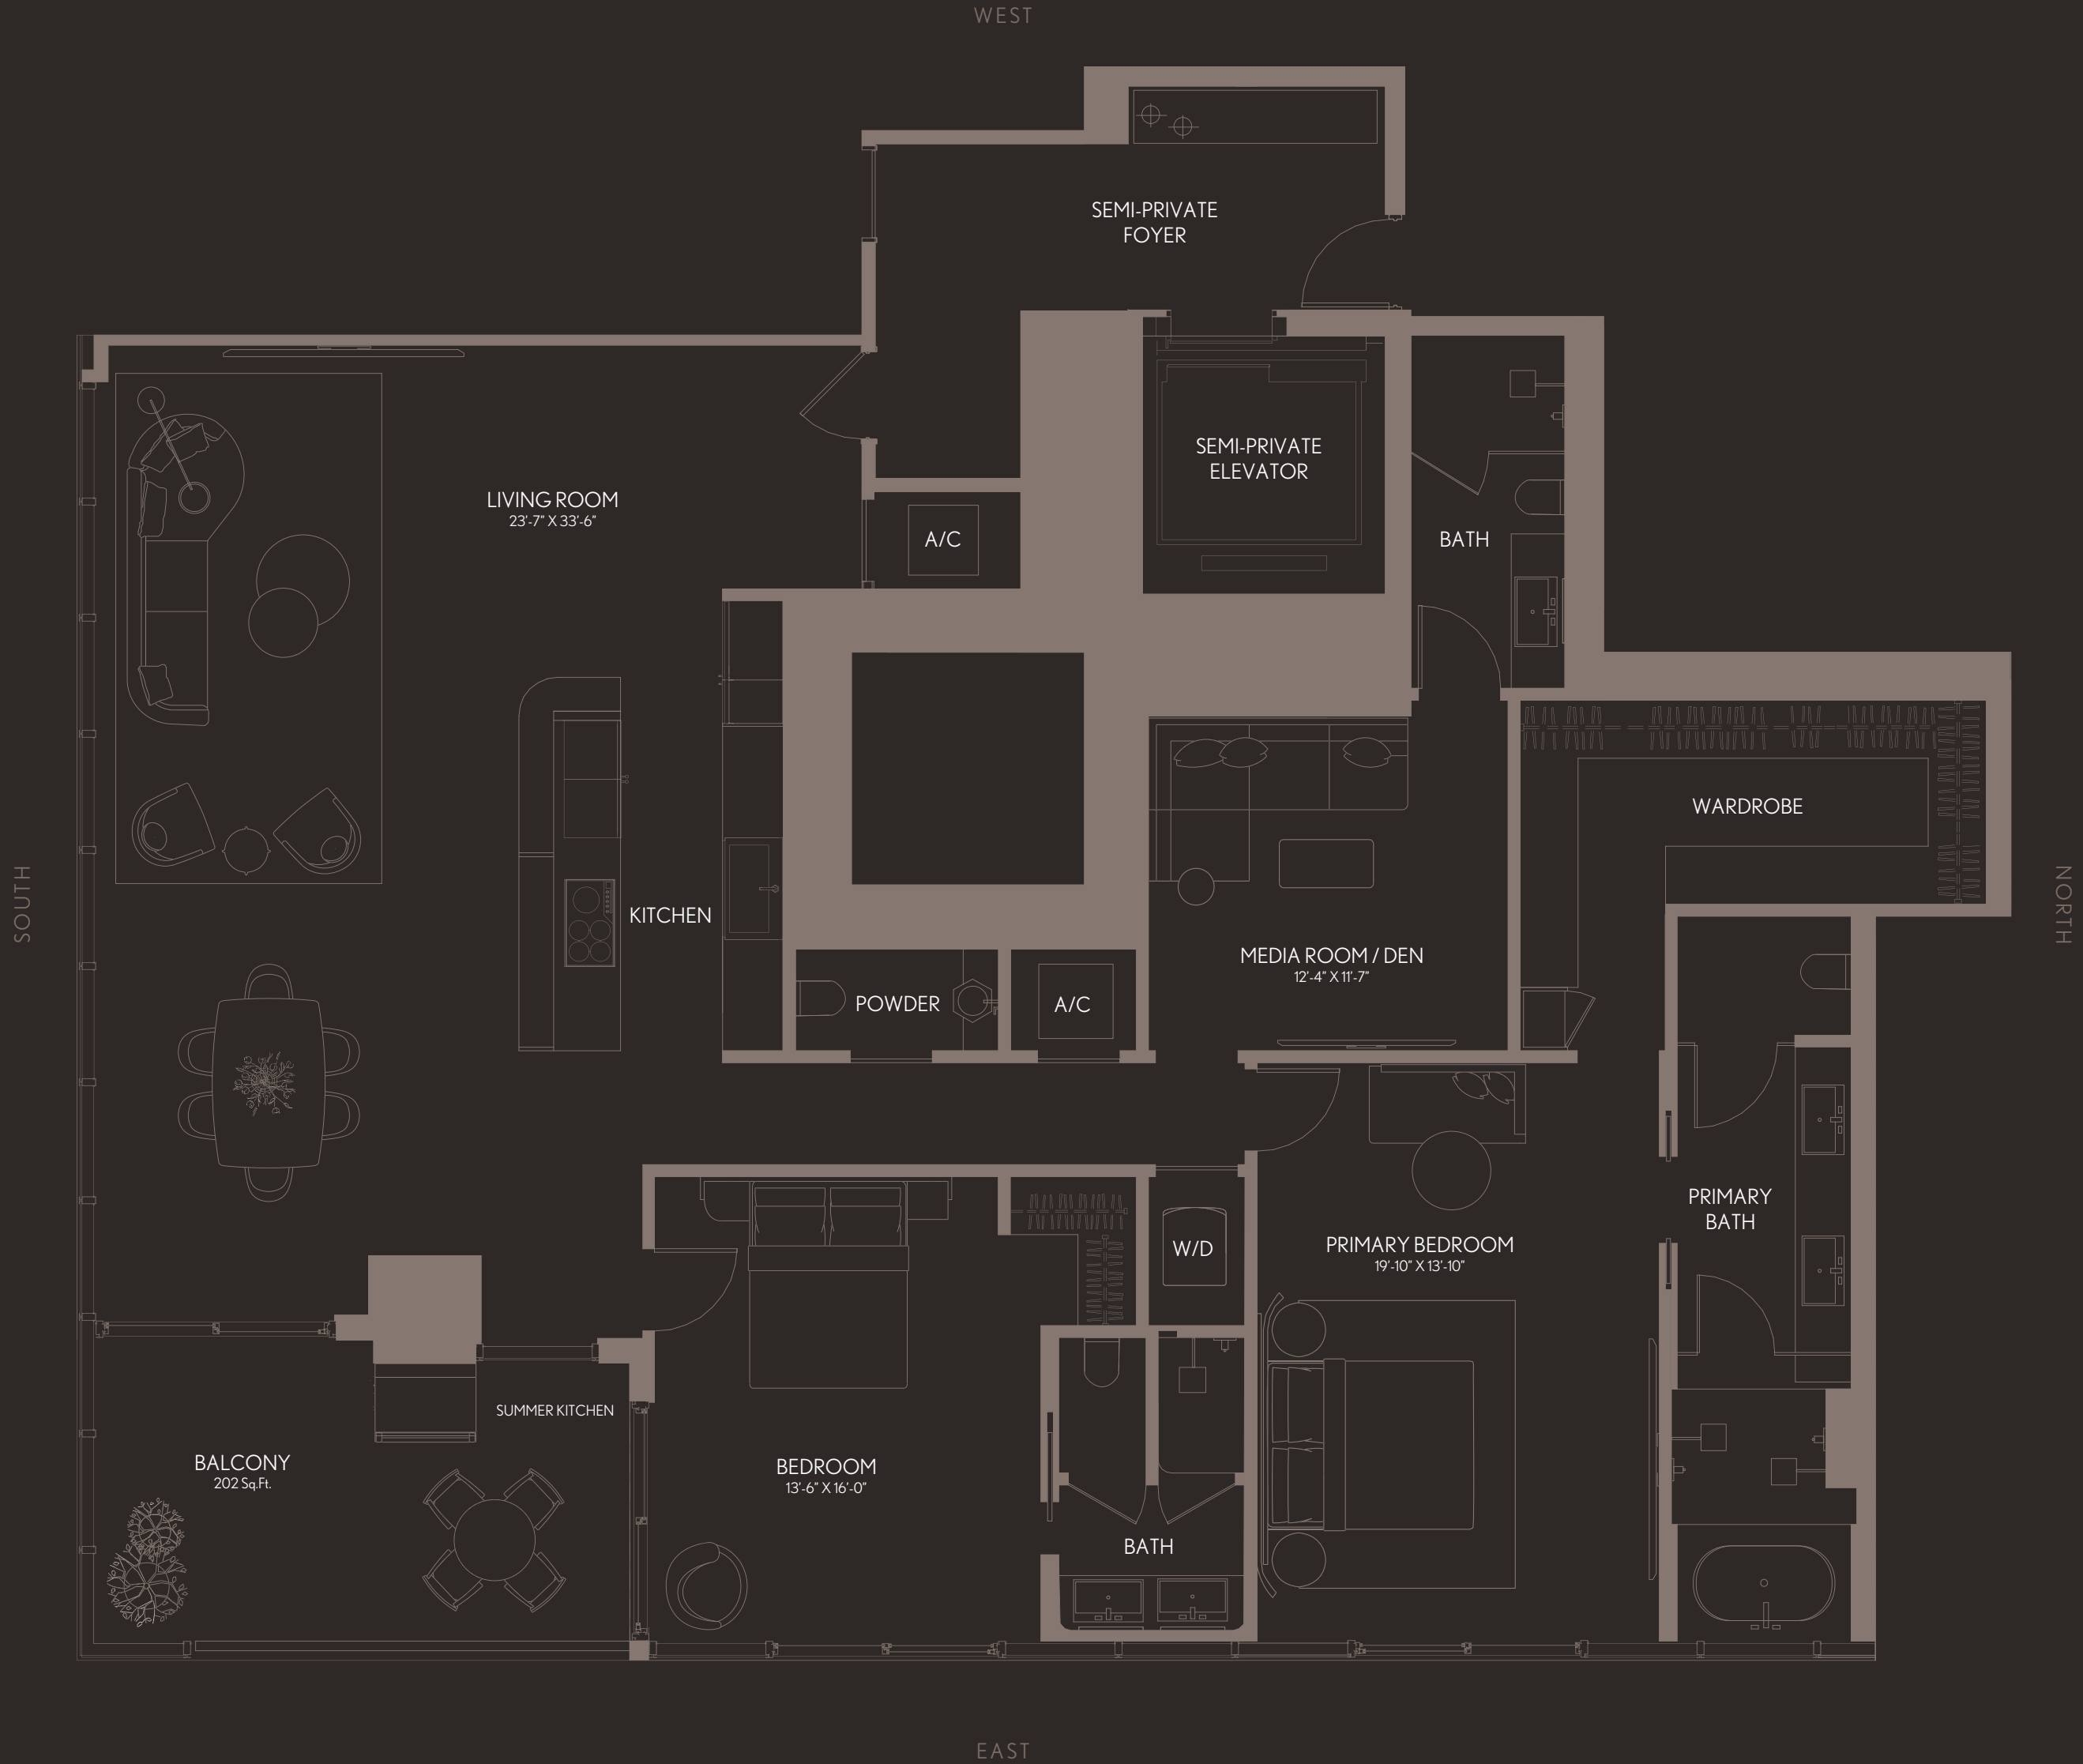 WEST
SEMI-PRIVATE
FOYER
SEMI-PRIVATE
ELEVATOR
LIVING ROOM
23'-7" X 33'-6"
A/C
BATH
WARDROBE
SOUTH
NORTH
KITCHEN
MEDIA ROOM / DEN
12'-4" X 11'-7"
POWDER
A/C
PRIMARY
BATH
W/D
PRIMARY BEDROOM
19'-10" X 13'-10"
SUMMER KITCHEN
BALCONY
202 Sq.Ft.
BEDROOM
13'-6" X 16'-0"
BATH
EAST